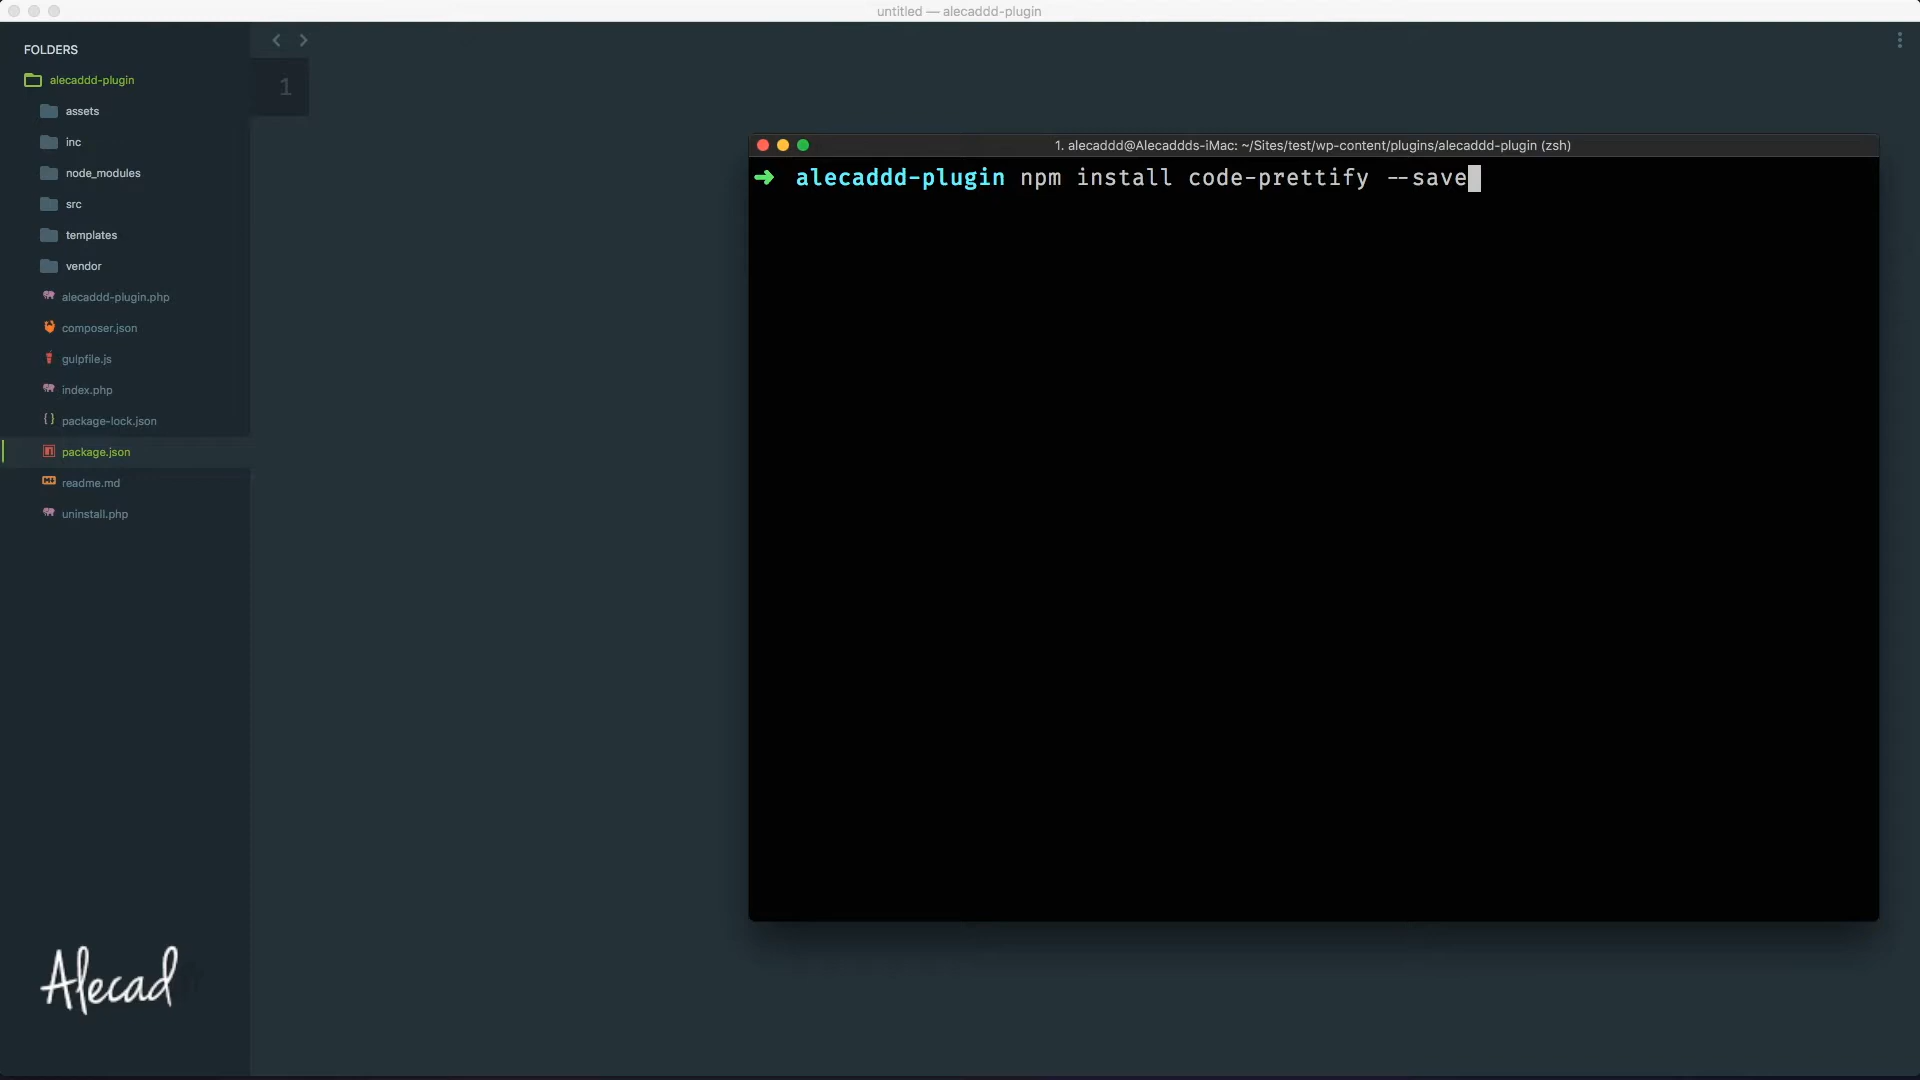 untitled — alecaddd-plugin
FOLDERS
alecaddd-plugin
assets
inc
node_modules
src
templates
vendor
alecaddd-plugin.php
composer.json
gulpfile.js
index.php
package-lock.json
package.json
readme.md
uninstall.php
1
1. alecaddd@Alecaddds-iMac: ~/Sites/test/wp-content/plugins/alecaddd-plugin (zsh)
➜ alecaddd-plugin npm install code-prettify --save
Alecad